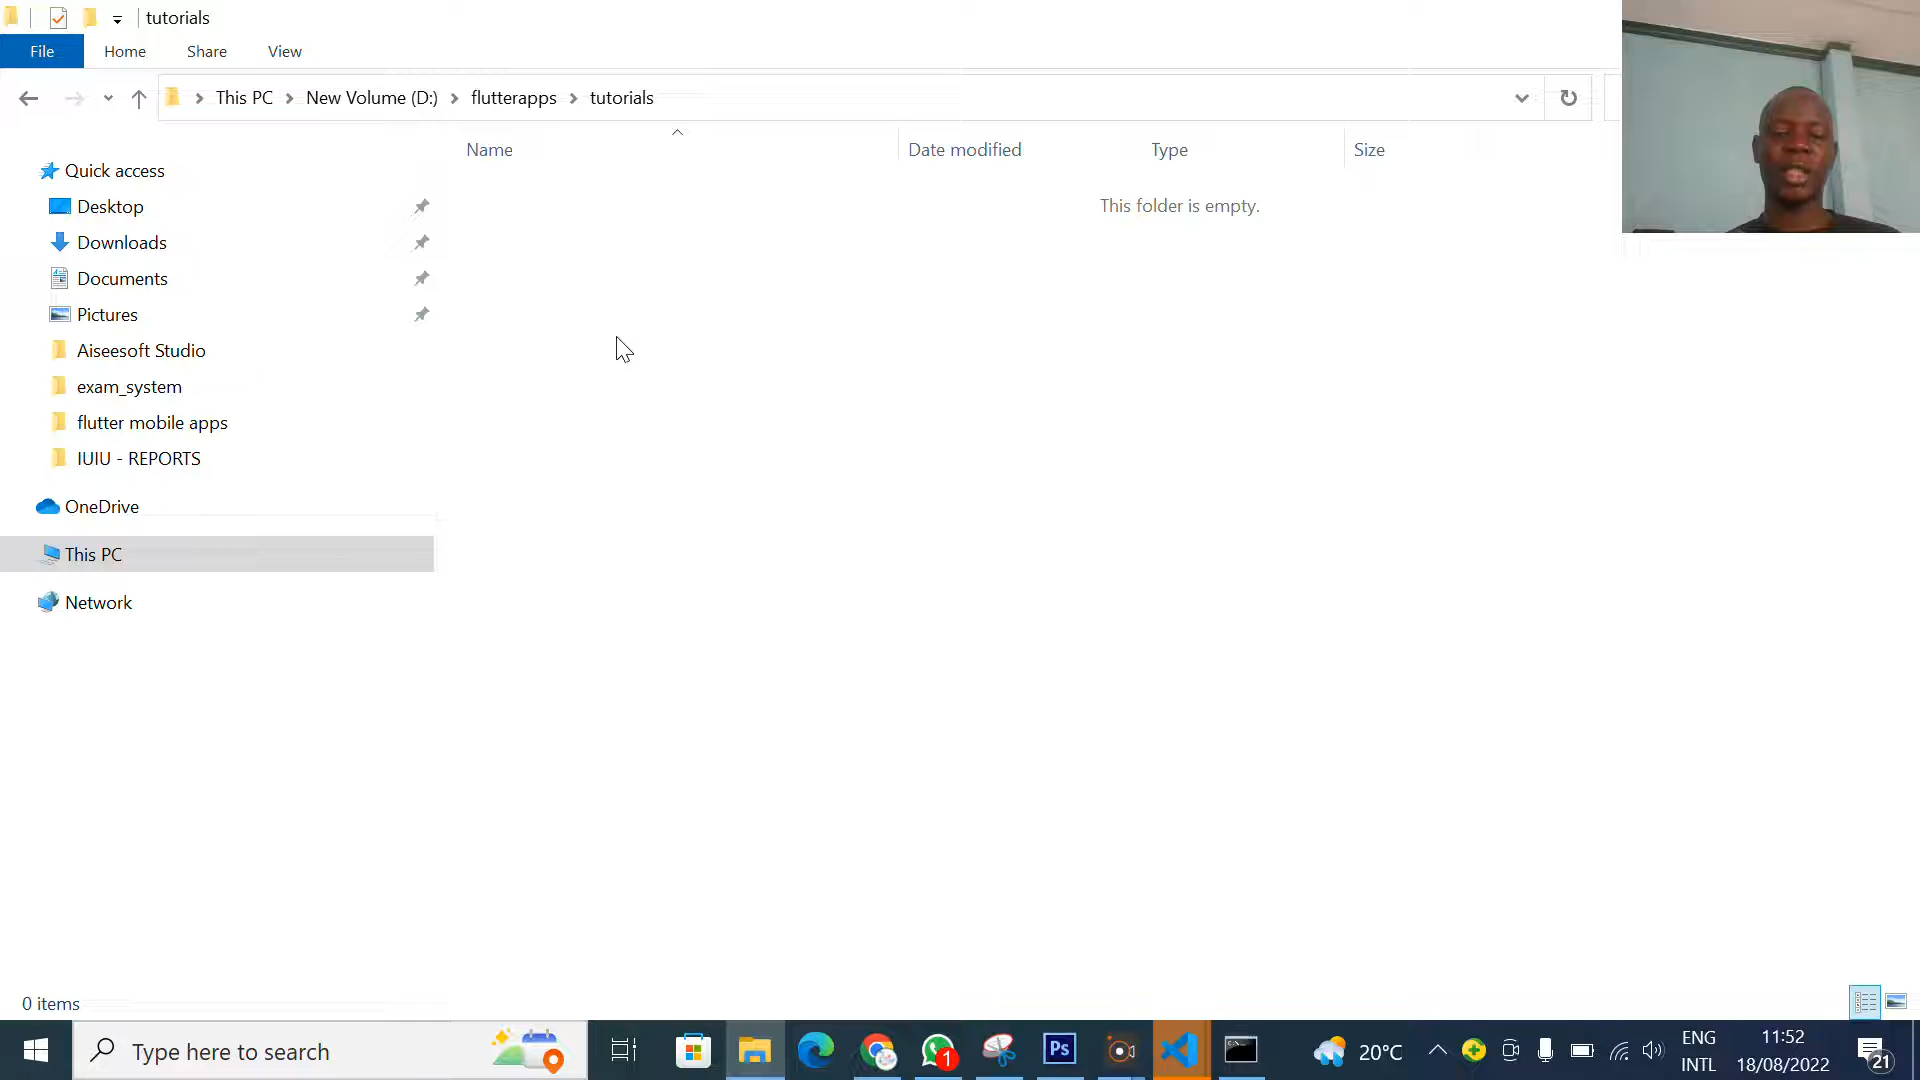 tutorials
File Home Share View
This PC New Volume (D:) flutterapps tutorials
Name Date modified Type Size
This folder is empty.
Quick access
Desktop
Downloads
Documents
Pictures
Aiseesoft Studio
exam_system
flutter mobile apps
IUIU - REPORTS
OneDrive
This PC
Network
0 items
Type here to search
1
Ps
20°C
ENG
INTL
11:52
18/08/2022
21